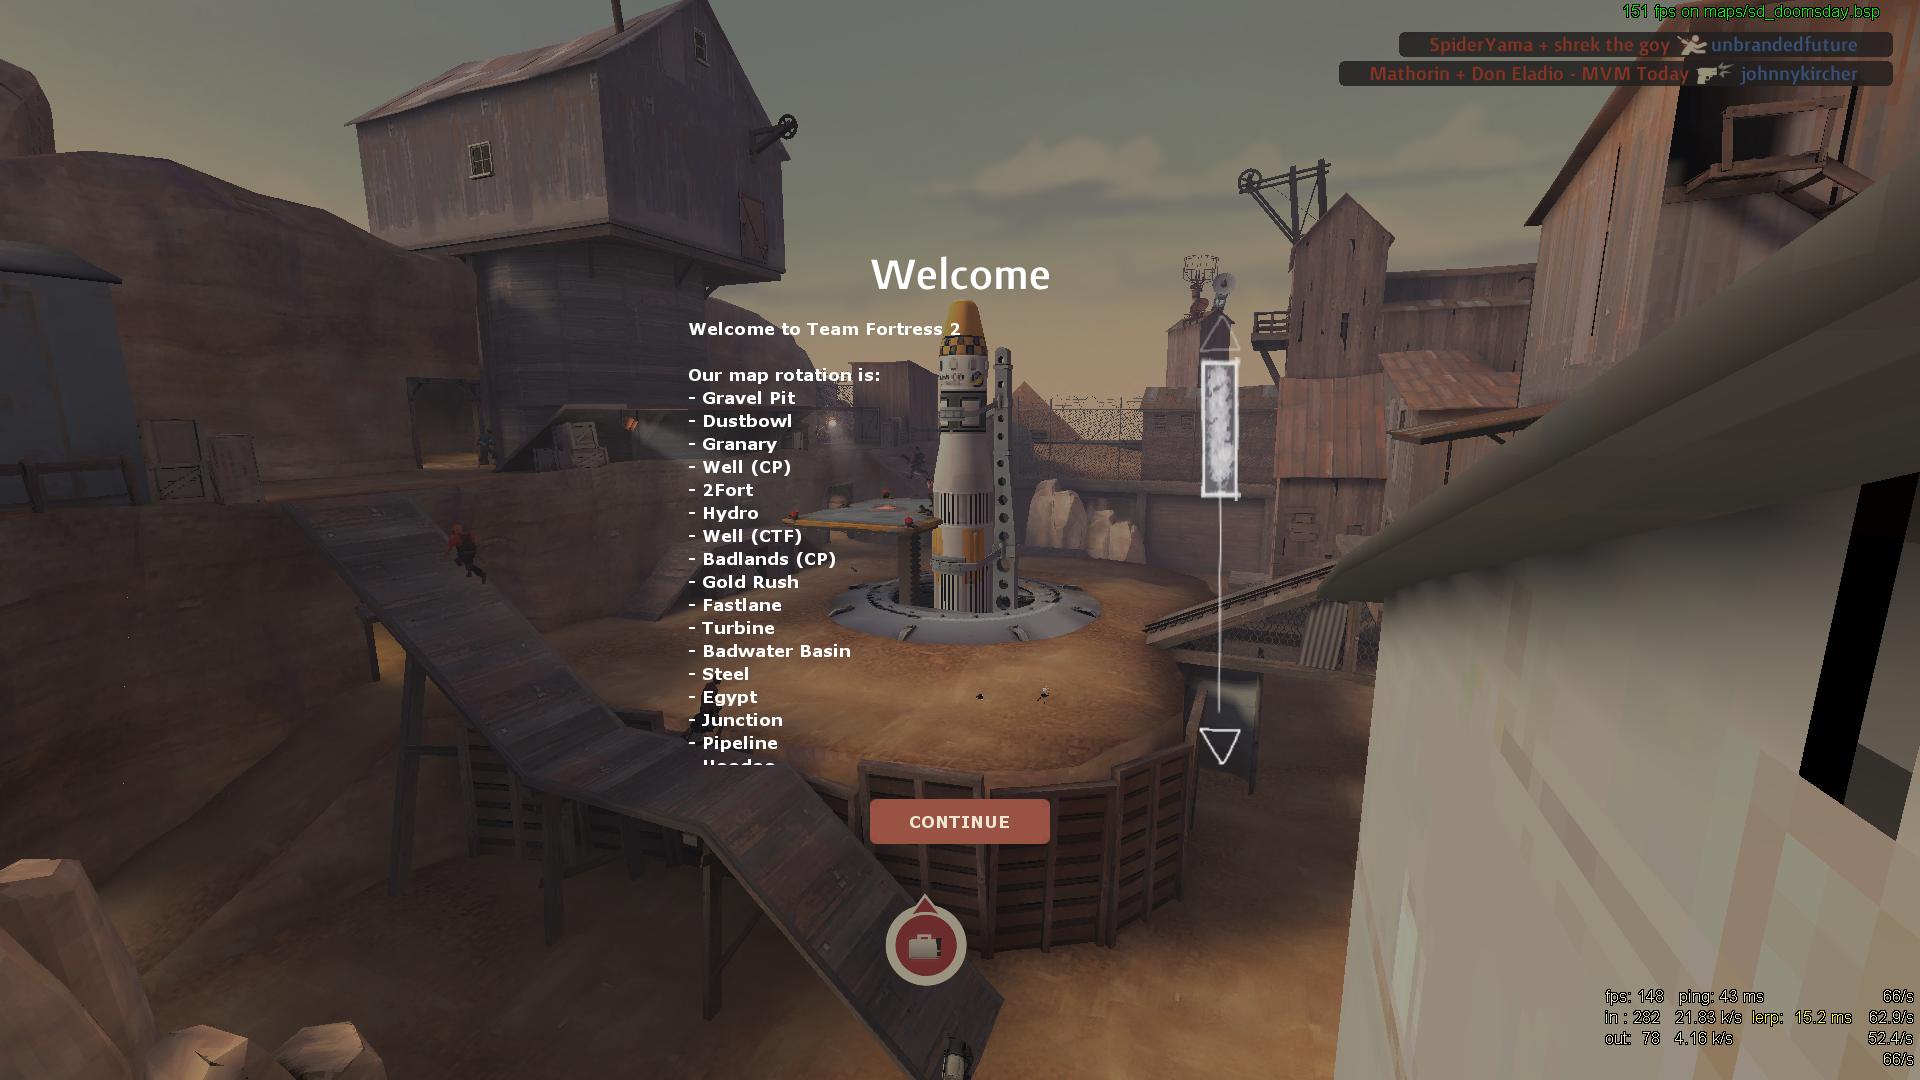 151 fps on maps/sd_doomsday.bsp
SpiderYama + shrek the goy unbrandedfuture
Mathorin + Don Eladio - MVM Today johnnykircher
Welcome
Welcome to Team Fortress 2
Our map rotation is:
- Gravel Pit
- Dustbowl
- Granary
- Well (CP)
- 2Fort
- Hydro
- Well (CTF)
- Badlands (CP)
- Gold Rush
- Fastlane
- Turbine
- Badwater Basin
- Steel
- Egypt
- Junction
- Pipeline
CONTINUE
fps: 148 ping: 43 ms 66/s
in : 282 21.83 k/s lerp: 15.2 ms 62.9/s
out: 78 4.16 k/s 52.4/s
66/s